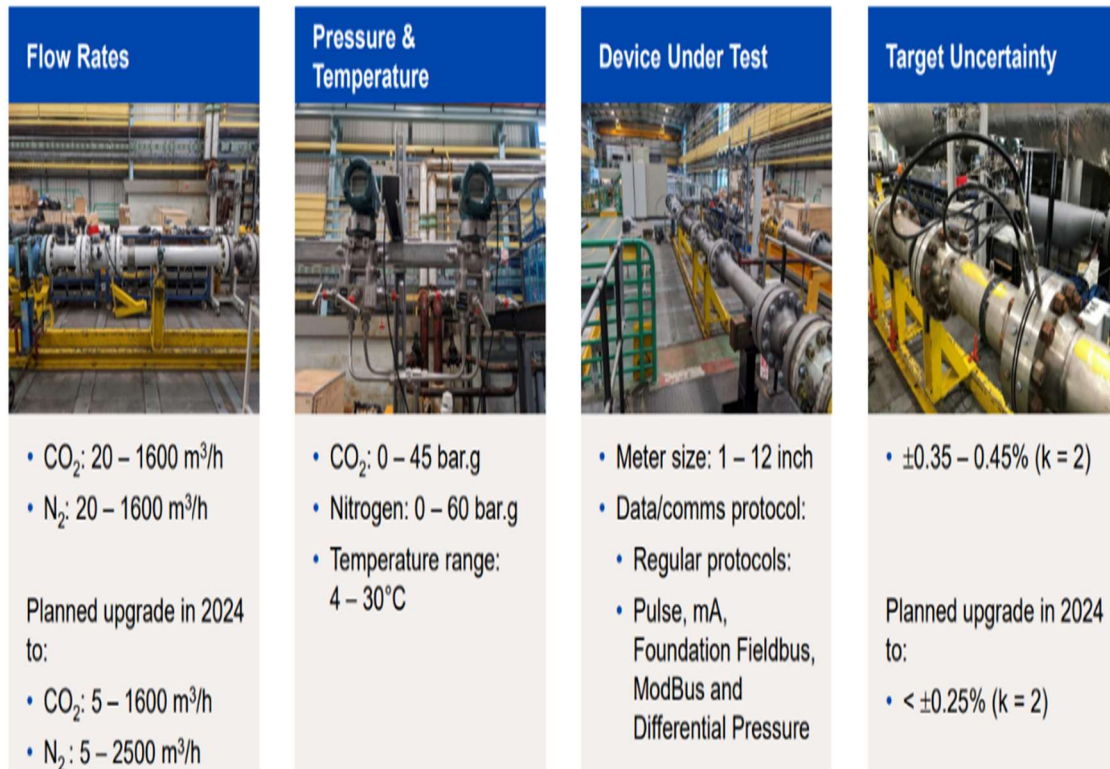 Flow Rates
• CO₂: 20 – 1600 m³/h
• N₂: 20 – 1600 m³/h
Planned upgrade in 2024
to:
• CO₂: 5 – 1600 m³/h
• N₂: 5 – 2500 m³/h
Pressure &
Temperature
• CO₂: 0 – 45 bar.g
• Nitrogen: 0 – 60 bar.g
• Temperature range:
4 – 30°C
Device Under Test
• Meter size: 1 – 12 inch
• Data/comms protocol:
• Regular protocols:
• Pulse, mA,
Foundation Fieldbus,
ModBus and
Differential Pressure
Target Uncertainty
• ±0.35 – 0.45% (k = 2)
Planned upgrade in 2024
to:
• < ±0.25% (k = 2)